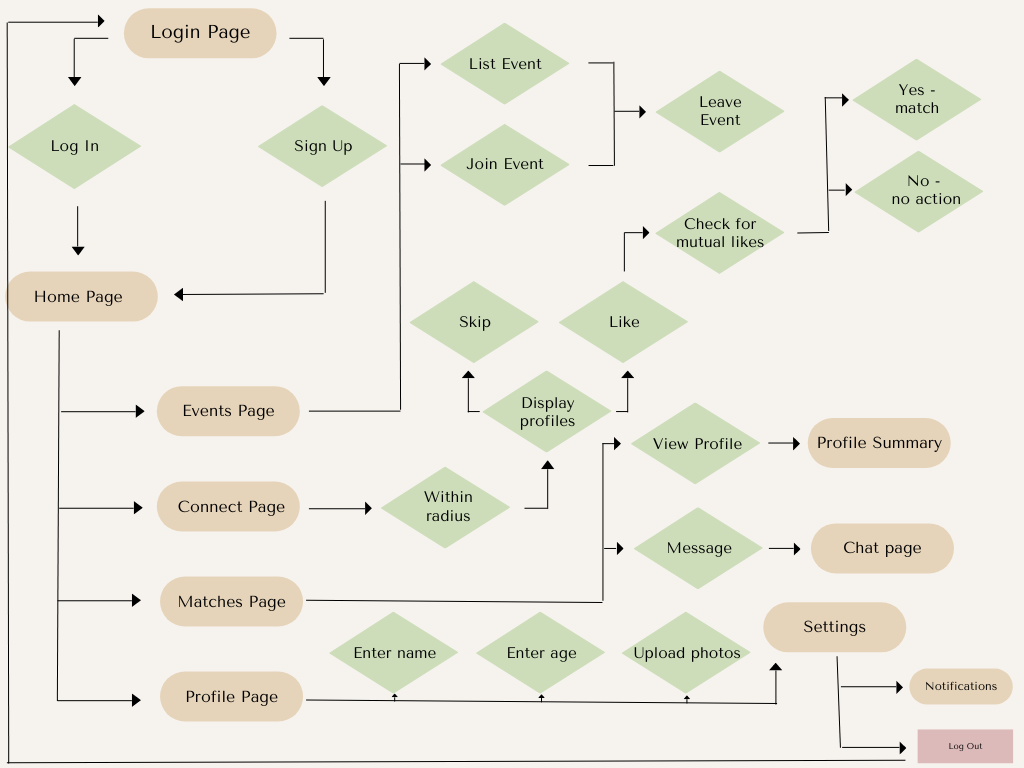 Login Page
List Event
Leave
Event
Yes -
match
Log In
Sign Up
Join Event
No -
no action
Check for
mutual likes
Home Page
Skip
Like
Events Page
Display
profiles
View Profile
Profile Summary
Connect Page
Within
radius
Message
Chat page
Matches Page
Enter name
Enter age
Upload photos
Settings
Profile Page
Notifications
Log Out